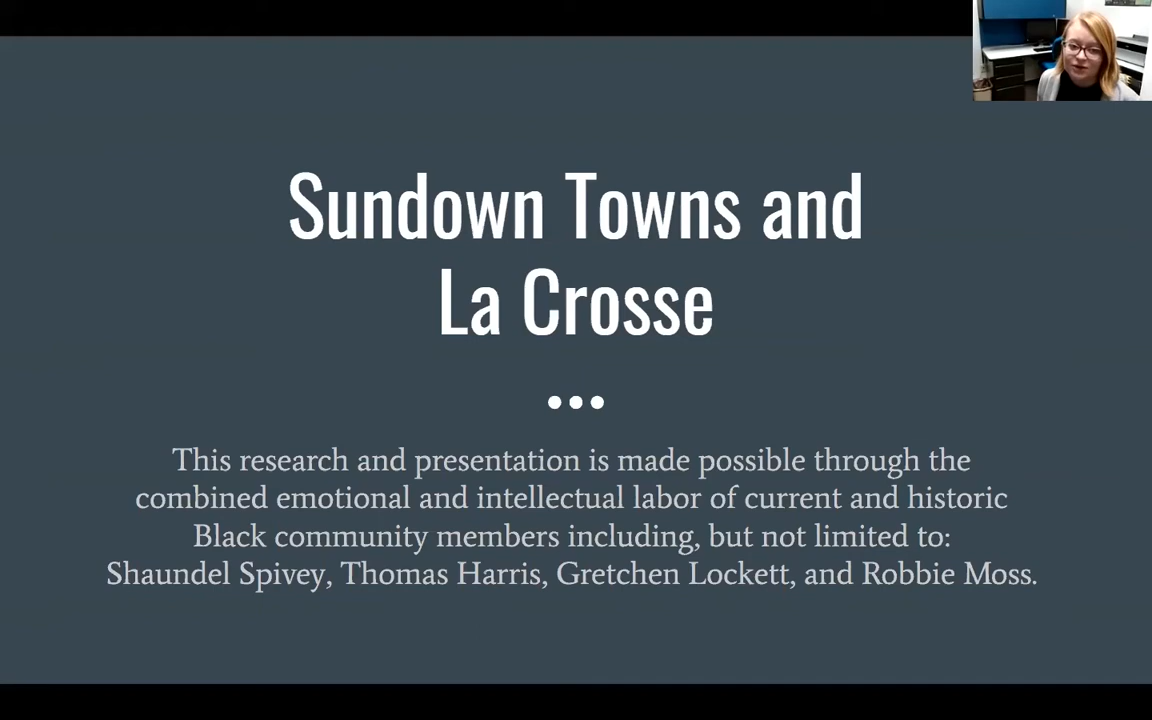 Sundown Towns and
La Crosse
This research and presentation is made possible through the
combined emotional and intellectual labor of current and historic
Black community members including, but not limited to:
Shaundel Spivey, Thomas Harris, Gretchen Lockett, and Robbie Moss.